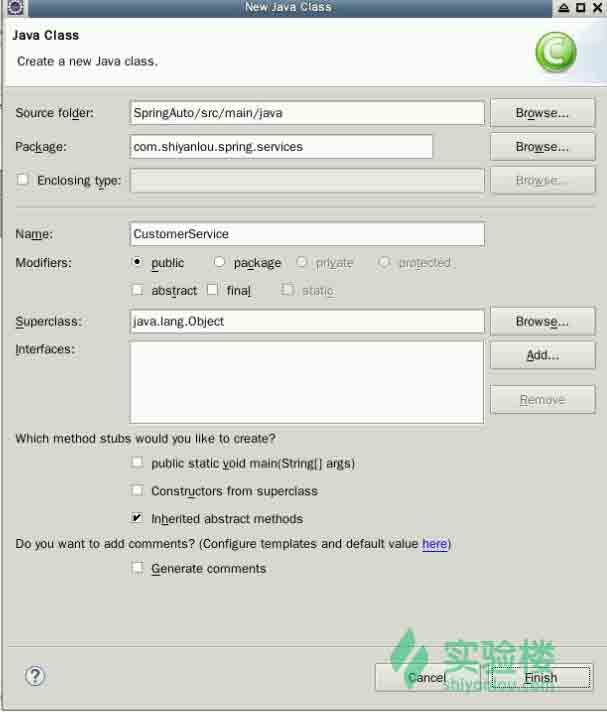 New Java Class
Java Class
Create a new Java class.
C
Source folder: SpringAuto/src/main/java Browse...
Package: com.shiyanlou.spring.services Browse...
Enclosing type: Browse...
Name: CustomerService
Modifiers: public package private protected
abstract final static
Superclass: java.lang.Object Browse...
Interfaces: Add...
Remove
Which method stubs would you like to create?
public static void main(String[] args)
Constructors from superclass
Inherited abstract methods
Do you want to add comments? (Configure templates and default value here)
Generate comments
实验楼
shiyanlou.com
? Cancel Finish